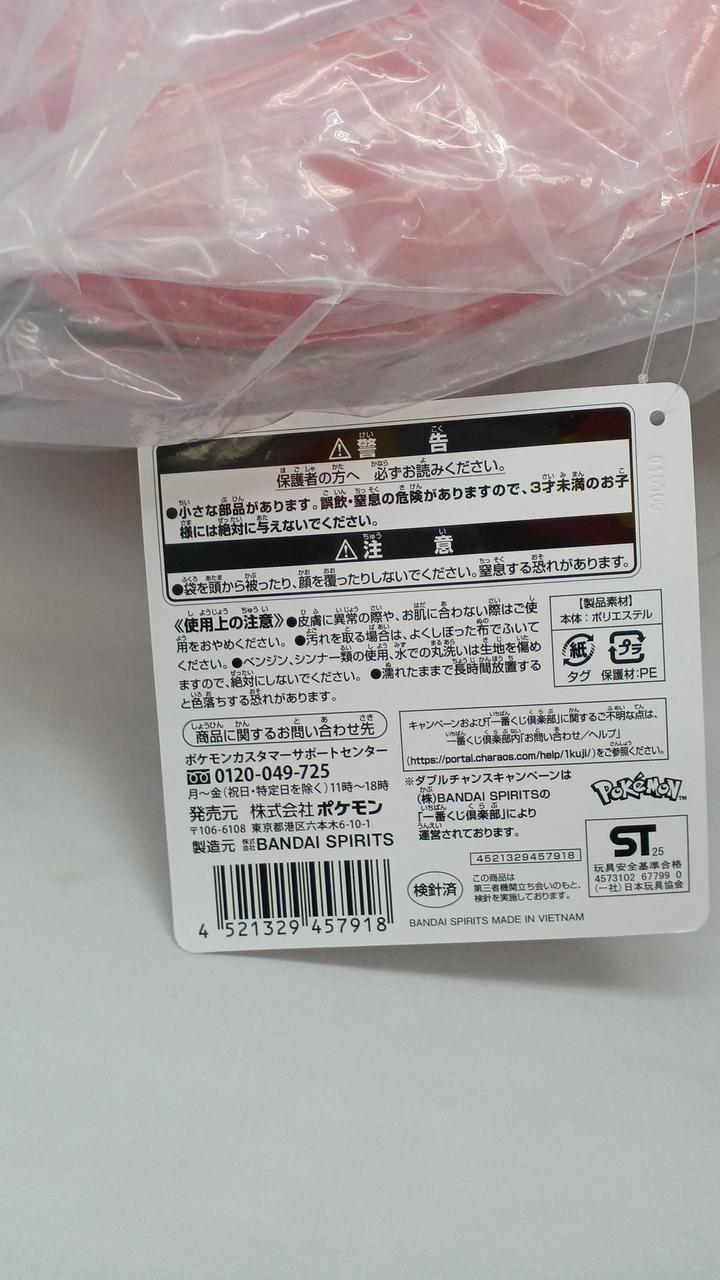 ⚠警告
保護者の方へ 必ずお読みください。
●小さな部品があります。誤飲・窒息の危険がありますので、3才未満のお子
様には絶対に与えないでください。
⚠注意
●袋を頭から被ったり、顔を覆ったりしないでください。窒息する恐れがあります。
《使用上の注意》●皮膚に異常の際や、お肌に合わない際はご使
用をおやめください。●汚れを取る場合は、よくしぼった布でふいて
ください。●ベンジン、シンナー類の使用、水での丸洗いは生地を傷め
ますので、絶対にしないでください。●濡れたままで長時間放置する
と色落ちする恐れがあります。
【製品素材】
本体：ポリエステル
紙 プラ
タグ 保護材:PE
商品に関するお問い合わせ先
ポケモンカスタマーサポートセンター
0120-049-725
月～金(祝日・特定日を除く)11時～18時
発売元 株式会社ポケモン
〒106-6108 東京都港区六本木6-10-1
製造元 株式会社BANDAI SPIRITS
4 521329 457918
キャンペーンおよび「一番くじ倶楽部」に関するご不明な点は、
一番くじ倶楽部内「お問い合わせ/ヘルプ」
(https://portal.charaos.com/help/1kuji/)をご参照ください。
※ダブルチャンスキャンペーンは
(株)BANDAI SPIRITSの
「一番くじ倶楽部」により
運営されております。
POKéMON™
4521329457918
検針済
この商品は
第三者機関立ち会いのもと、
検針を実施しております。
ST 25
玩具安全基準合格
4573102 67799 0
(一社)日本玩具協会
BANDAI SPIRITS MADE IN VIETNAM